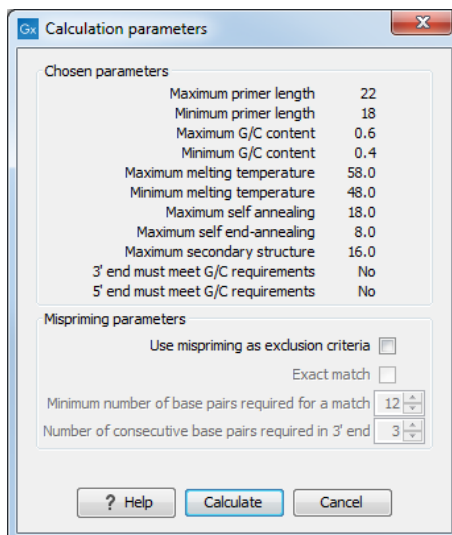 Gx Calculation parameters
Chosen parameters
Maximum primer length 22
Minimum primer length 18
Maximum G/C content 0.6
Minimum G/C content 0.4
Maximum melting temperature 58.0
Minimum melting temperature 48.0
Maximum self annealing 18.0
Maximum self end-annealing 8.0
Maximum secondary structure 16.0
3' end must meet G/C requirements No
5' end must meet G/C requirements No
Mispriming parameters
Use mispriming as exclusion criteria
Exact match
Minimum number of base pairs required for a match 12
Number of consecutive base pairs required in 3' end 3
? Help Calculate Cancel